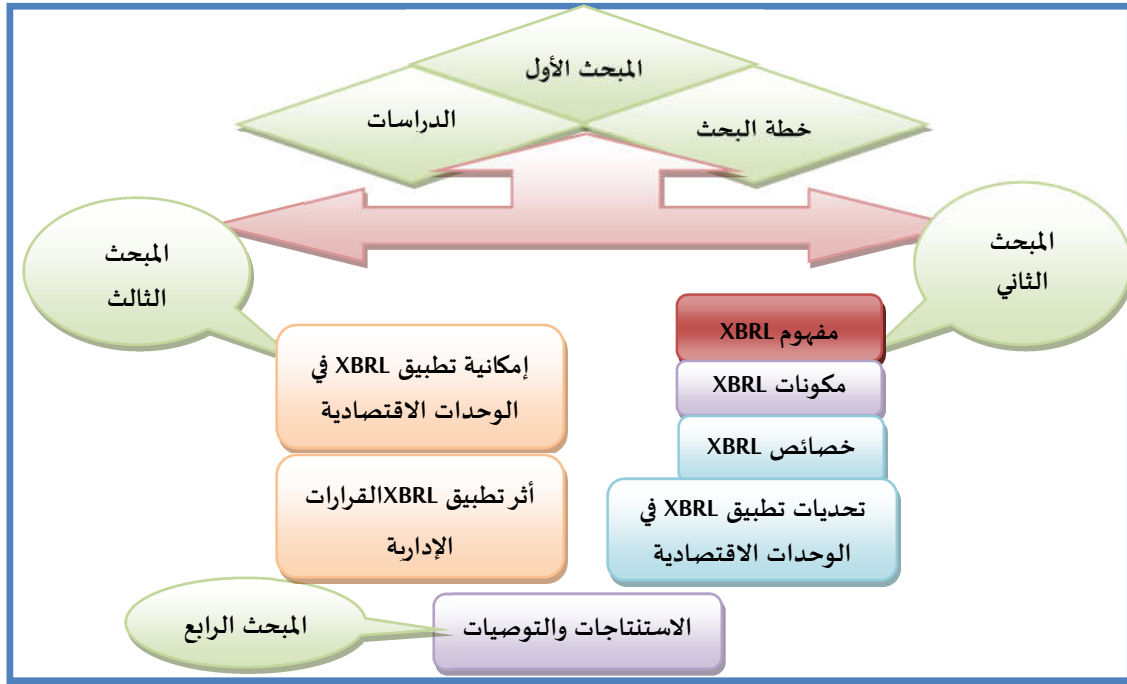 المبحث الأول
خطة البحث
الدراسات
المبحث
الثاني
مفهوم XBRL
مكونات XBRL
خصائص XBRL
تحديات تطبيق XBRL في
الوحدات الاقتصادية
المبحث
الثالث
إمكانية تطبيق XBRL في
الوحدات الاقتصادية
أثر تطبيق XBRLالقرارات
الإدارية
المبحث الرابع
الاستنتاجات والتوصيات